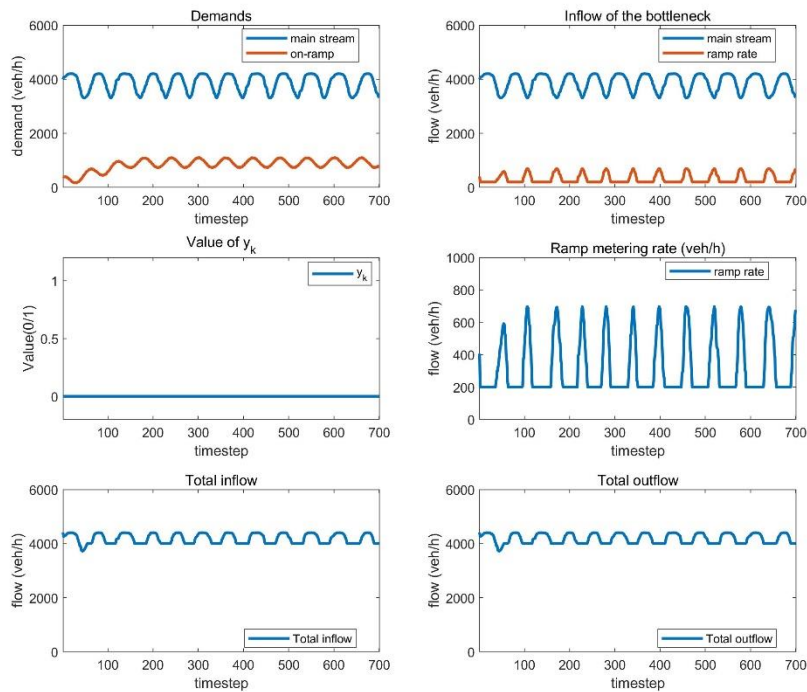 Demands
6000
4000
2000
0
demand (veh/h)
main stream
on-ramp
100 200 300 400 500 600 700
timestep
Inflow of the bottleneck
6000
4000
2000
0
flow (veh/h)
main stream
ramp rate
100 200 300 400 500 600 700
timestep
Value of y_k
1
0.5
0
Value(0/1)
y_k
100 200 300 400 500 600 700
timestep
Ramp metering rate (veh/h)
1000
800
600
400
200
0
flow (veh/h)
ramp rate
100 200 300 400 500 600 700
timestep
Total inflow
6000
4000
2000
0
flow (veh/h)
Total inflow
100 200 300 400 500 600 700
timestep
Total outflow
6000
4000
2000
0
flow (veh/h)
Total outflow
100 200 300 400 500 600 700
timestep